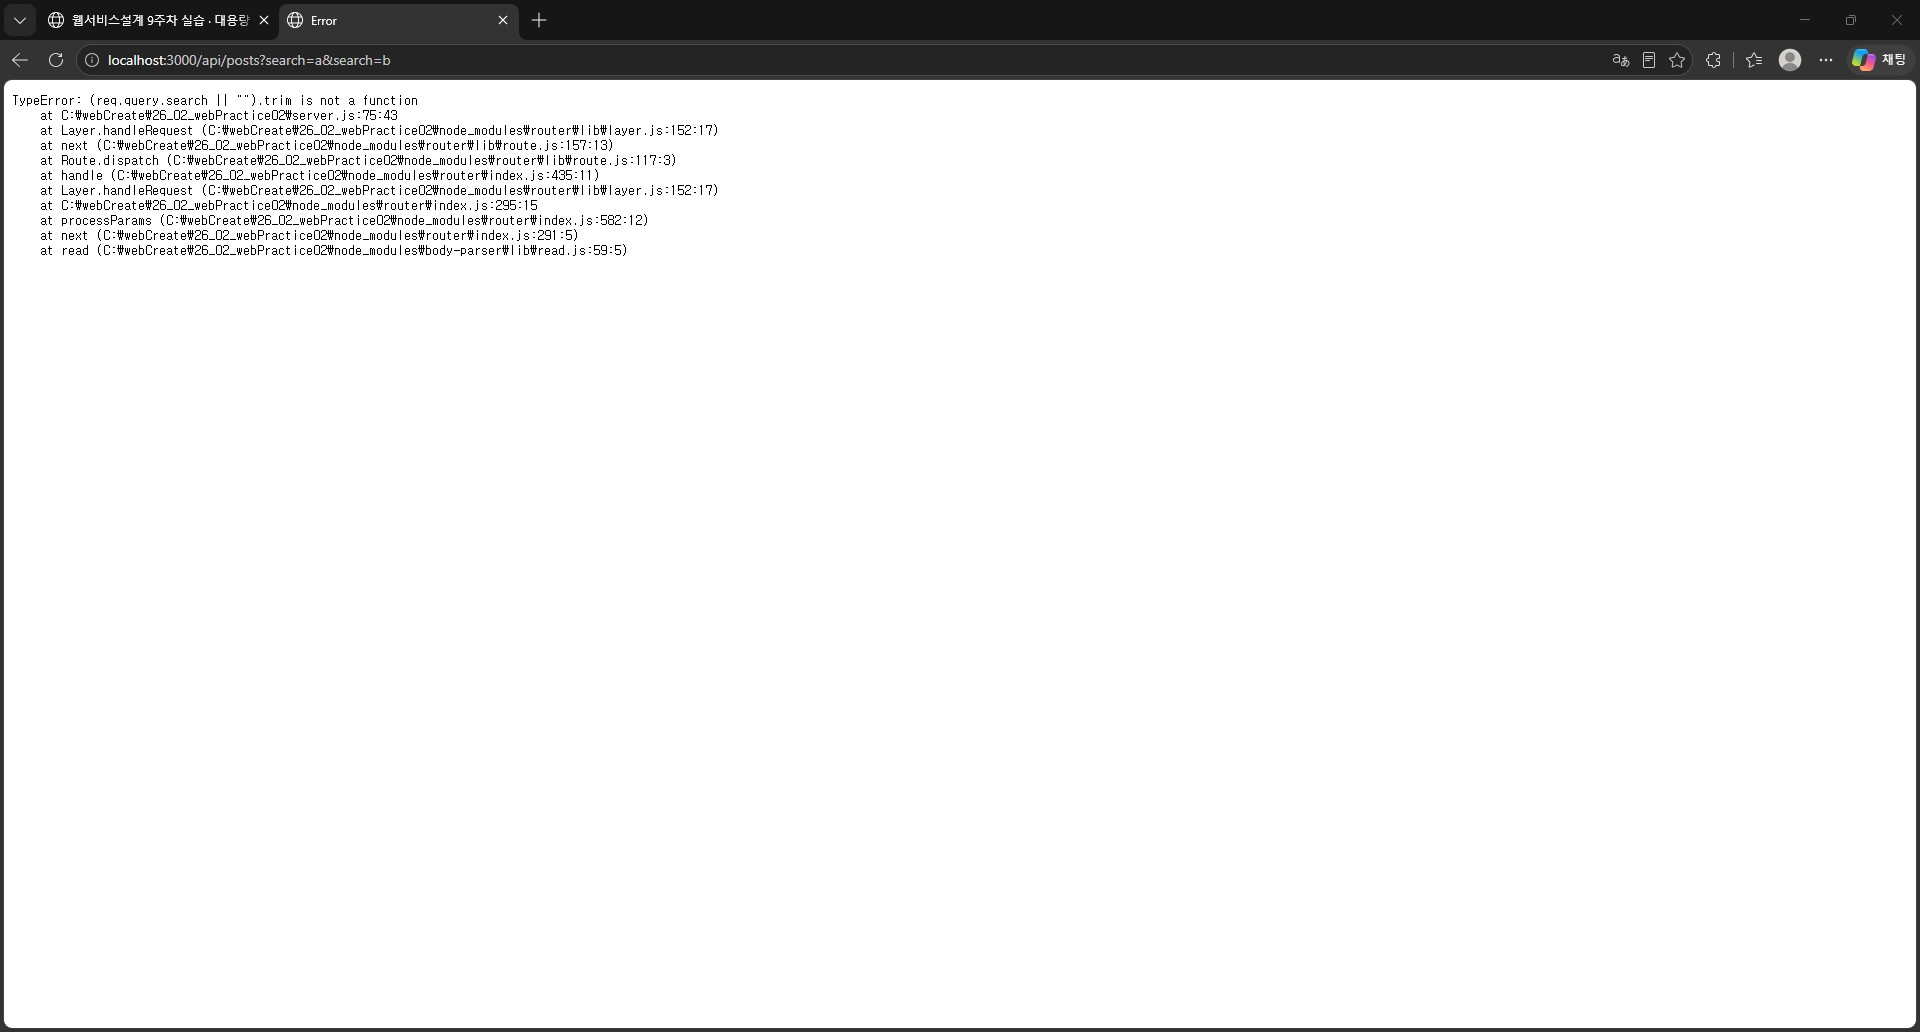 웹서비스설계 9주차 실습 · 대용량
Error
localhost:3000/api/posts?search=a&search=b
채팅
TypeError: (req.query.search || "").trim is not a function
at C:₩webCreate₩26_02_webPractice02₩server.js:75:43
at Layer.handleRequest (C:₩webCreate₩26_02_webPractice02₩node_modules₩router₩lib₩layer.js:152:17)
at next (C:₩webCreate₩26_02_webPractice02₩node_modules₩router₩lib₩route.js:157:13)
at Route.dispatch (C:₩webCreate₩26_02_webPractice02₩node_modules₩router₩lib₩route.js:117:3)
at handle (C:₩webCreate₩26_02_webPractice02₩node_modules₩router₩index.js:435:11)
at Layer.handleRequest (C:₩webCreate₩26_02_webPractice02₩node_modules₩router₩lib₩layer.js:152:17)
at C:₩webCreate₩26_02_webPractice02₩node_modules₩router₩index.js:295:15
at processParams (C:₩webCreate₩26_02_webPractice02₩node_modules₩router₩index.js:582:12)
at next (C:₩webCreate₩26_02_webPractice02₩node_modules₩router₩index.js:291:5)
at read (C:₩webCreate₩26_02_webPractice02₩node_modules₩body-parser₩lib₩read.js:59:5)